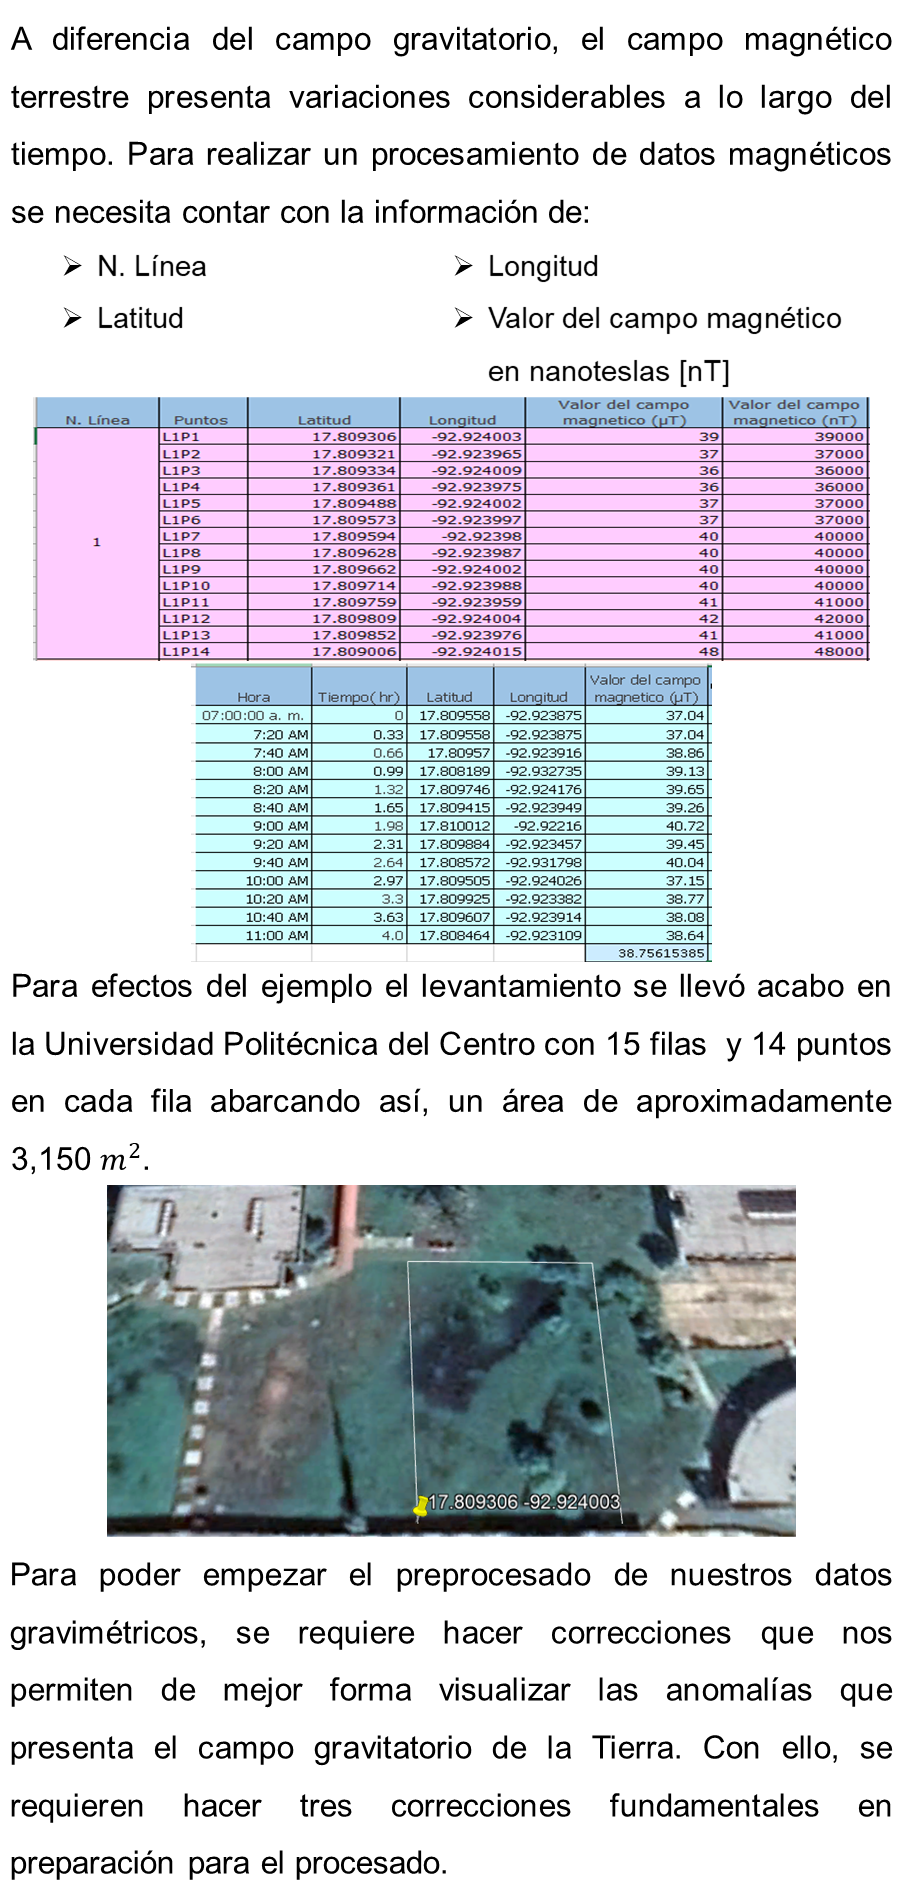 A diferencia del campo gravitatorio, el campo magnético
terrestre presenta variaciones considerables a lo largo del
tiempo. Para realizar un procesamiento de datos magnéticos
se necesita contar con la información de:
➢ N. Línea
➢ Latitud
➢ Longitud
➢ Valor del campo magnético
en nanoteslas [nT]
N. Línea Puntos Latitud Longitud Valor del campo magnetico (µT) Valor del campo magnetico (nT)
1
L1P1 17.809306 -92.924003 39 39000
L1P2 17.809321 -92.923965 37 37000
L1P3 17.809334 -92.924009 36 36000
L1P4 17.809361 -92.923975 36 36000
L1P5 17.809488 -92.924002 37 37000
L1P6 17.809573 -92.923997 37 37000
L1P7 17.809594 -92.92398 40 40000
L1P8 17.809628 -92.923987 40 40000
L1P9 17.809662 -92.924002 40 40000
L1P10 17.809714 -92.923988 40 40000
L1P11 17.809759 -92.923959 41 41000
L1P12 17.809809 -92.924004 42 42000
L1P13 17.809852 -92.923976 41 41000
L1P14 17.809006 -92.924015 48 48000
Hora Tiempo( hr) Latitud Longitud Valor del campo magnetico (µT)
07:00:00 a. m. 0 17.809558 -92.923875 37.04
7:20 AM 0.33 17.809558 -92.923875 37.04
7:40 AM 0.66 17.80957 -92.923916 38.86
8:00 AM 0.99 17.808189 -92.932735 39.13
8:20 AM 1.32 17.809746 -92.924176 39.65
8:40 AM 1.65 17.809415 -92.923949 39.26
9:00 AM 1.98 17.810012 -92.92216 40.72
9:20 AM 2.31 17.809884 -92.923457 39.45
9:40 AM 2.64 17.808572 -92.931798 40.04
10:00 AM 2.97 17.809505 -92.924026 37.15
10:20 AM 3.3 17.809925 -92.923382 38.77
10:40 AM 3.63 17.809607 -92.923914 38.08
11:00 AM 4.0 17.808464 -92.923109 38.64
38.75615385
Para efectos del ejemplo el levantamiento se llevó acabo en
la Universidad Politécnica del Centro con 15 filas y 14 puntos
en cada fila abarcando así, un área de aproximadamente
3,150 m².
17.809306 -92.924003
Para poder empezar el preprocesado de nuestros datos
gravimétricos, se requiere hacer correcciones que nos
permiten de mejor forma visualizar las anomalías que
presenta el campo gravitatorio de la Tierra. Con ello, se
requieren hacer tres correcciones fundamentales en
preparación para el procesado.